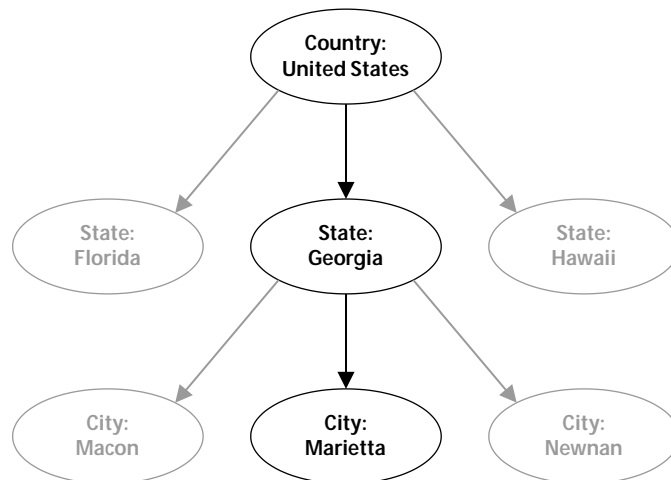 Country:
United States
State:
Florida
State:
Georgia
State:
Hawaii
City:
Macon
City:
Marietta
City:
Newnan